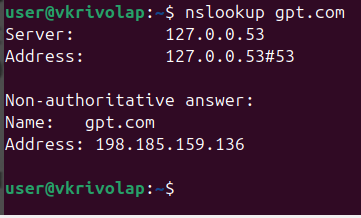 user@vkrivolap:~$ nslookup gpt.com
Server:         127.0.0.53
Address:        127.0.0.53#53

Non-authoritative answer:
Name:   gpt.com
Address: 198.185.159.136

user@vkrivolap:~$